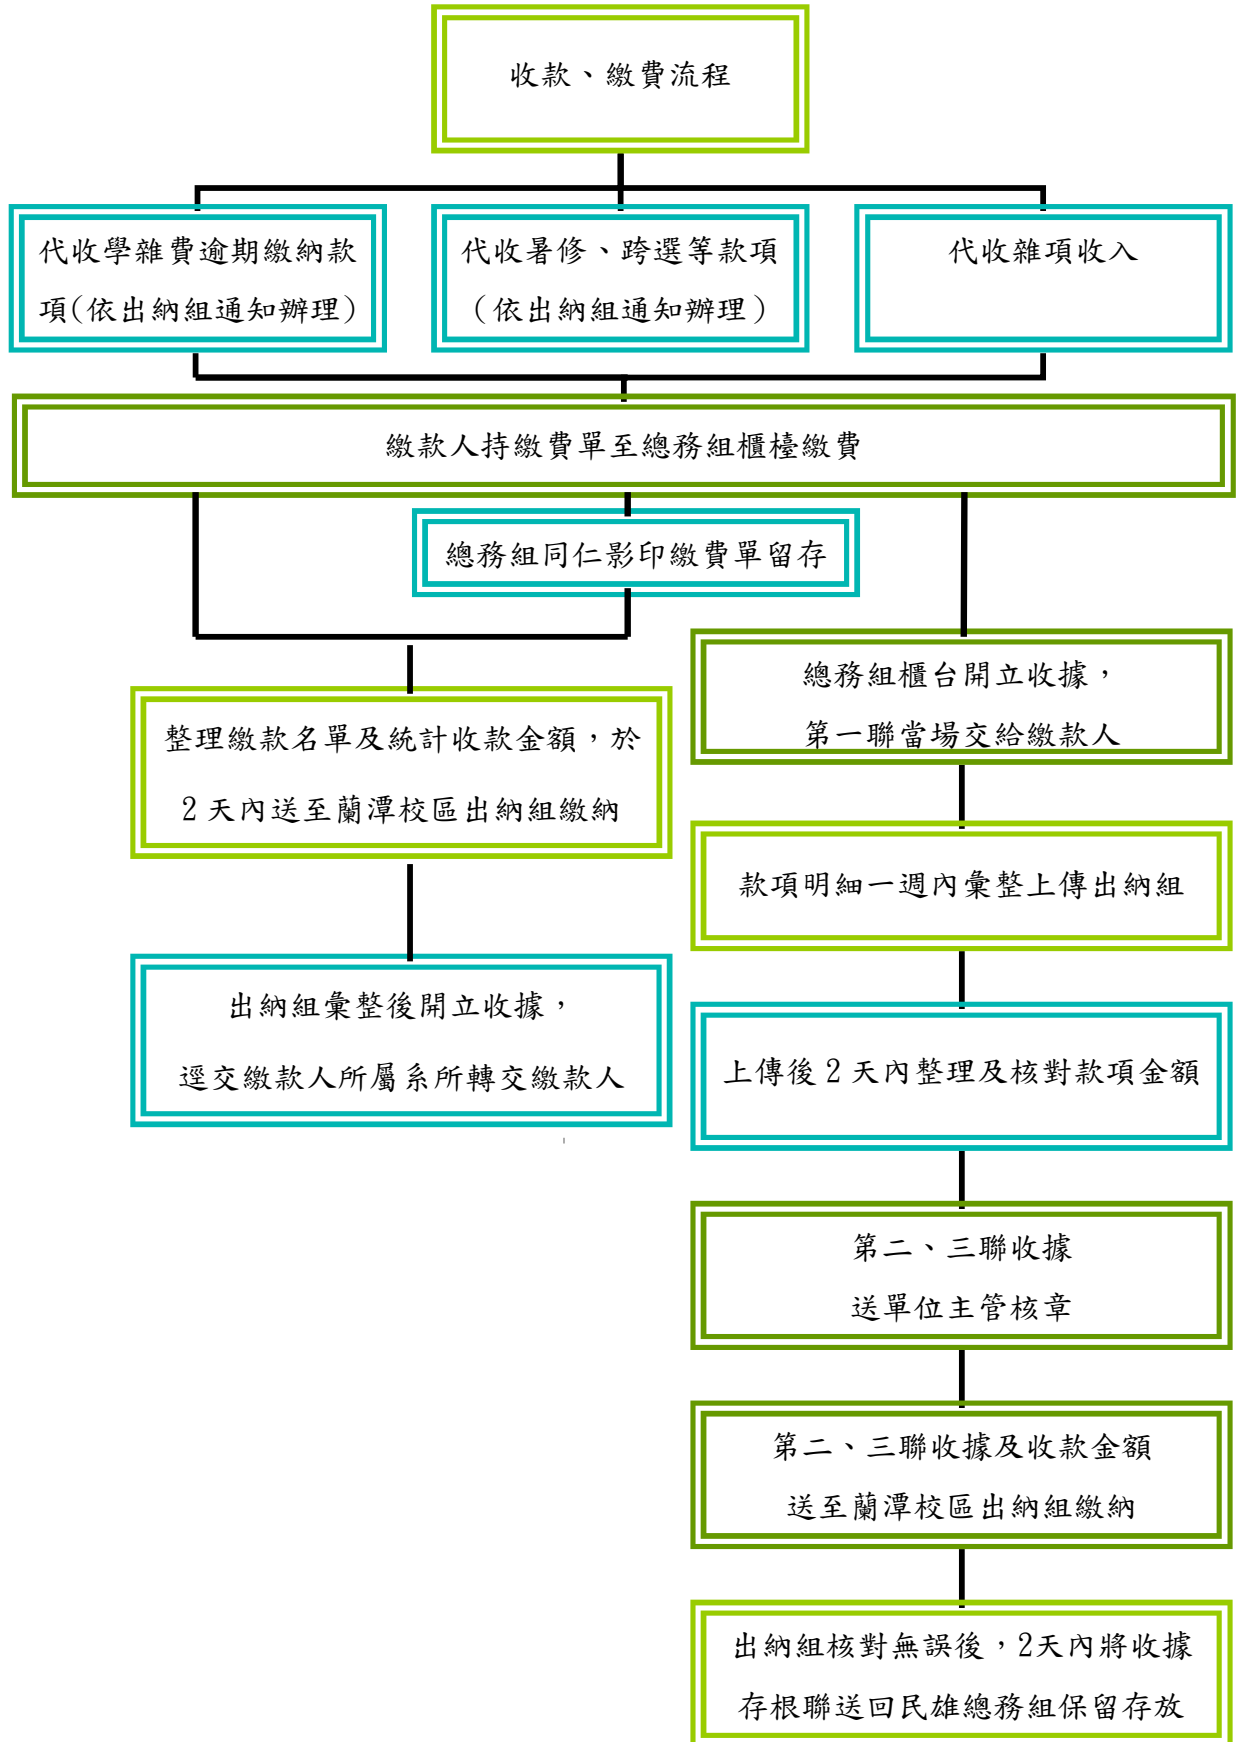 收款、繳費流程
代收學雜費逾期繳納款
項(依出納組通知辦理)
代收暑修、跨選等款項
（依出納組通知辦理）
代收雜項收入
繳款人持繳費單至總務組櫃檯繳費
總務組同仁影印繳費單留存
整理繳款名單及統計收款金額，於
2 天內送至蘭潭校區出納組繳納
出納組彙整後開立收據，
逕交繳款人所屬系所轉交繳款人
總務組櫃台開立收據，
第一聯當場交給繳款人
款項明細一週內彙整上傳出納組
上傳後 2 天內整理及核對款項金額
第二、三聯收據
送單位主管核章
第二、三聯收據及收款金額
送至蘭潭校區出納組繳納
出納組核對無誤後，2天內將收據
存根聯送回民雄總務組保留存放